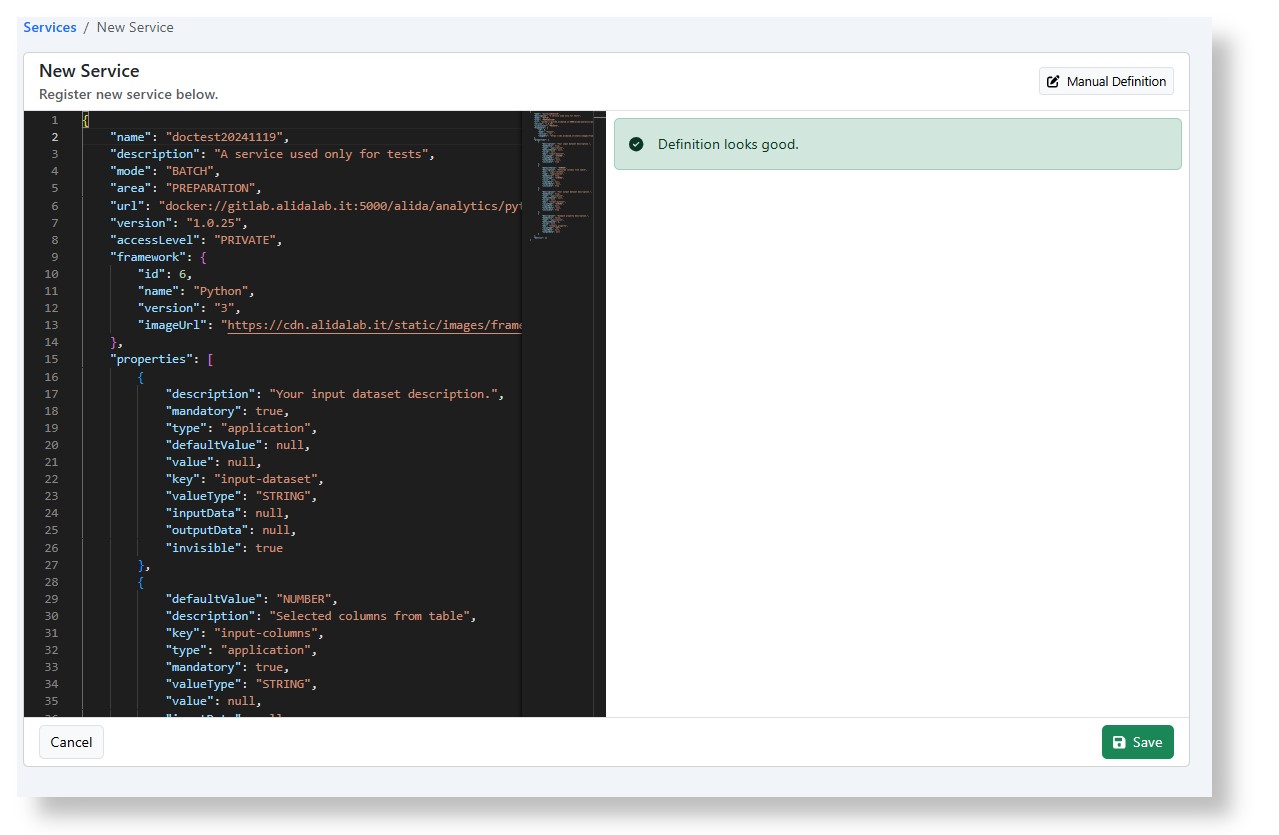 Services / New Service
New Service
Register new service below.
Manual Definition
1 {
2 "name": "doctest20241119",
3 "description": "A service used only for tests",
4 "mode": "BATCH",
5 "area": "PREPARATION",
6 "url": "docker://gitlab.alidalab.it:5000/alida/analytics/pyt
7 "version": "1.0.25",
8 "accessLevel": "PRIVATE",
9 "framework": {
10 "id": 6,
11 "name": "Python",
12 "version": "3",
13 "imageUrl": "https://cdn.alidalab.it/static/images/frame
14 },
15 "properties": [
16 {
17 "description": "Your input dataset description.",
18 "mandatory": true,
19 "type": "application",
20 "defaultValue": null,
21 "value": null,
22 "key": "input-dataset",
23 "valueType": "STRING",
24 "inputData": null,
25 "outputData": null,
26 "invisible": true
27 },
28 {
29 "defaultValue": "NUMBER",
30 "description": "Selected columns from table",
31 "key": "input-columns",
32 "type": "application",
33 "mandatory": true,
34 "valueType": "STRING",
35 "value": null,
Definition looks good.
Cancel
Save